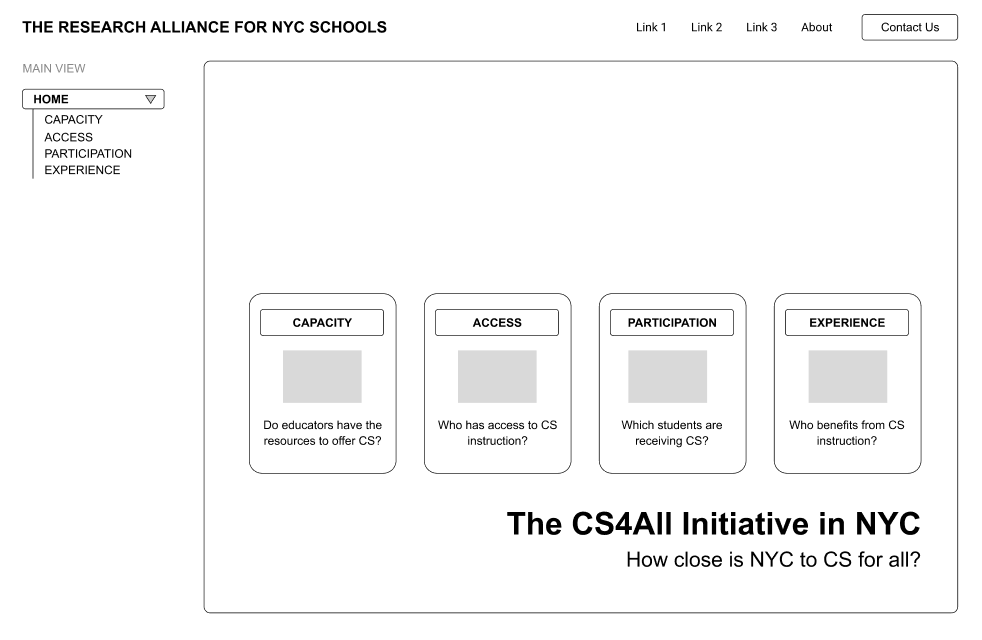 THE RESEARCH ALLIANCE FOR NYC SCHOOLS
Link 1
Link 2
Link 3
About
Contact Us
MAIN VIEW
HOME
CAPACITY
ACCESS
PARTICIPATION
EXPERIENCE
CAPACITY
Do educators have the
resources to offer CS?
ACCESS
Who has access to CS
instruction?
PARTICIPATION
Which students are
receiving CS?
EXPERIENCE
Who benefits from CS
instruction?
The CS4All Initiative in NYC
How close is NYC to CS for all?